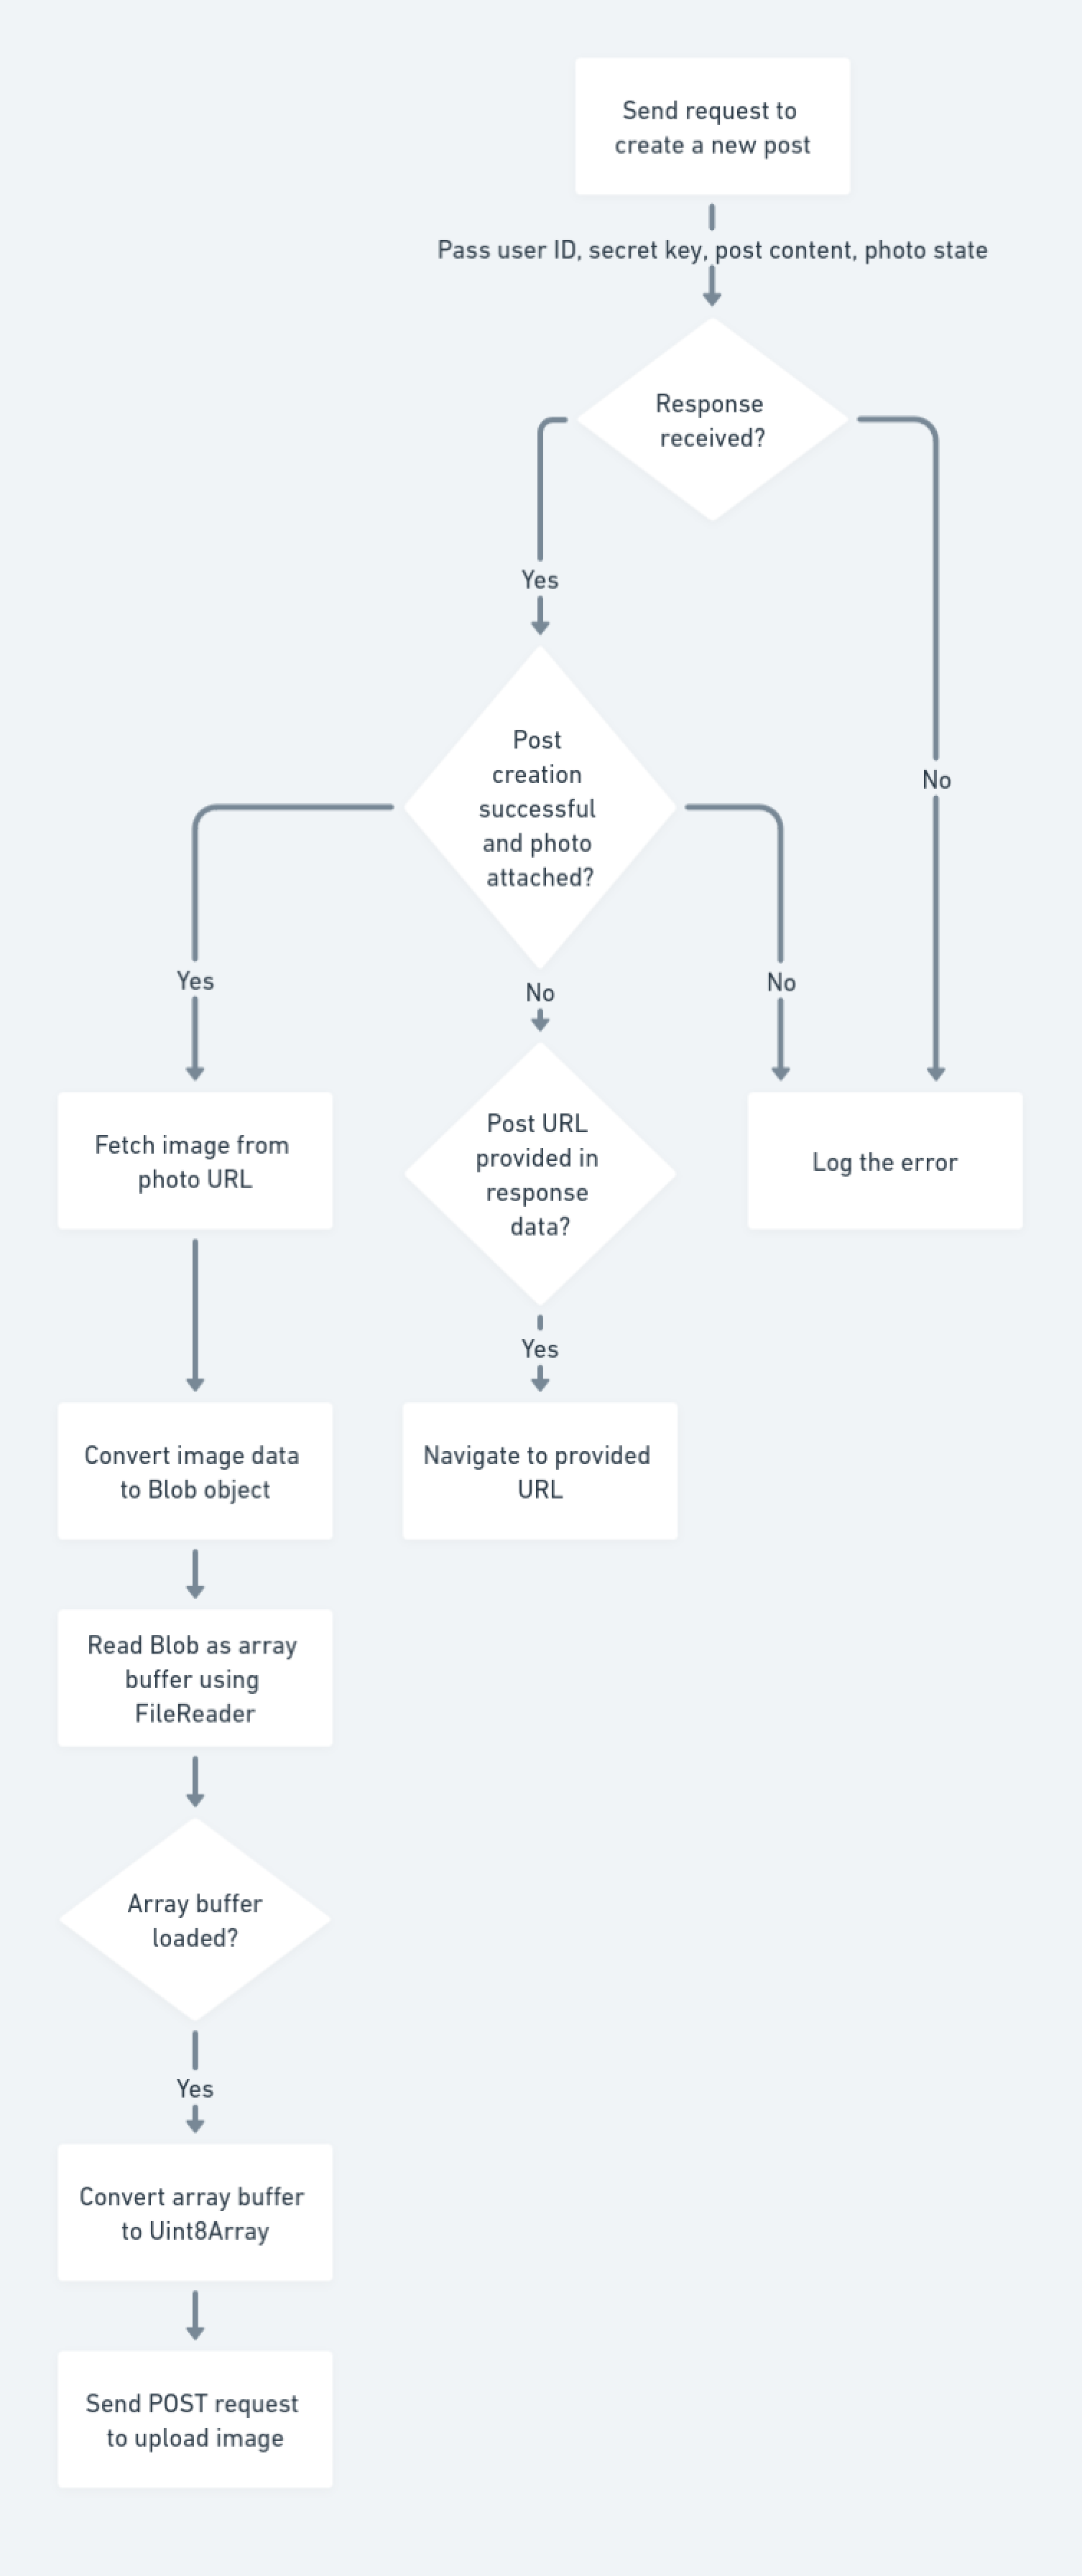 Send request to
create a new post
Pass user ID, secret key, post content, photo state
Response
received?
Yes
No
Post
creation
successful
and photo
attached?
Yes
No
No
Fetch image from
photo URL
Post URL
provided in
response
data?
Log the error
Yes
Convert image data
to Blob object
Navigate to provided
URL
Read Blob as array
buffer using
FileReader
Array buffer
loaded?
Yes
Convert array buffer
to Uint8Array
Send POST request
to upload image